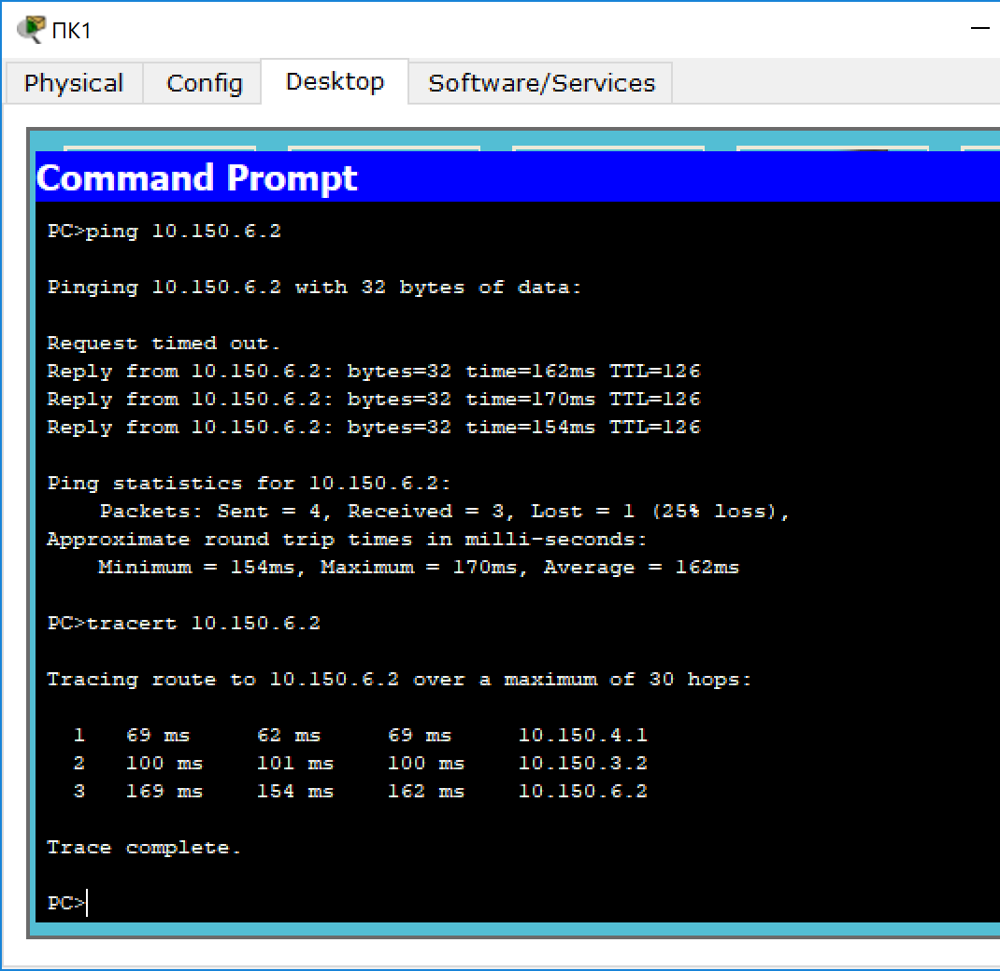 ПК1
Physical Config Desktop Software/Services
Command Prompt
PC>ping 10.150.6.2
Pinging 10.150.6.2 with 32 bytes of data:
Request timed out.
Reply from 10.150.6.2: bytes=32 time=162ms TTL=126
Reply from 10.150.6.2: bytes=32 time=170ms TTL=126
Reply from 10.150.6.2: bytes=32 time=154ms TTL=126
Ping statistics for 10.150.6.2:
    Packets: Sent = 4, Received = 3, Lost = 1 (25% loss),
Approximate round trip times in milli-seconds:
    Minimum = 154ms, Maximum = 170ms, Average = 162ms
PC>tracert 10.150.6.2
Tracing route to 10.150.6.2 over a maximum of 30 hops:
  1   69 ms     62 ms     69 ms     10.150.4.1
  2   100 ms    101 ms    100 ms    10.150.3.2
  3   169 ms    154 ms    162 ms    10.150.6.2
Trace complete.
PC>